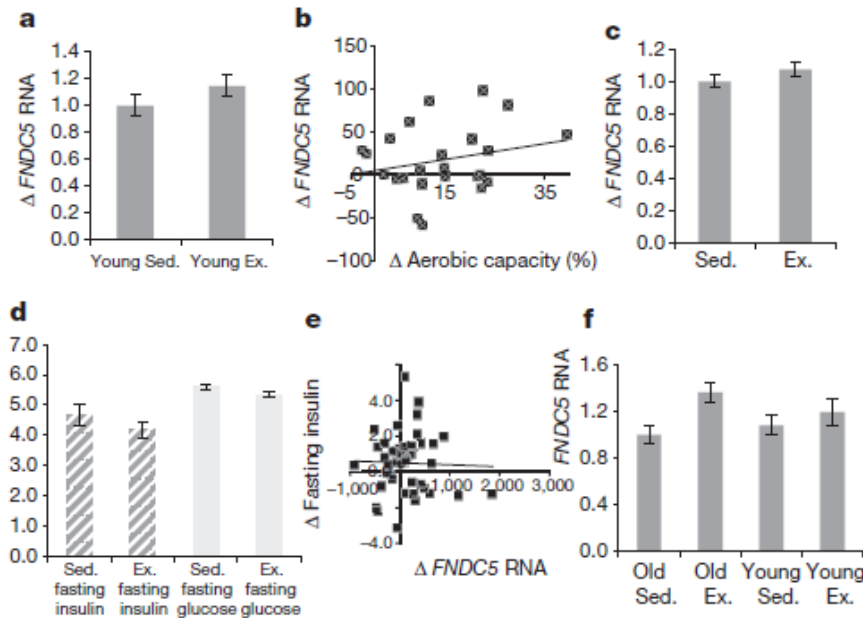 a
Δ FNDC5 RNA
1.4
1.2
1.0
0.8
0.6
0.4
0.2
0.0
Young Sed. Young Ex.
b
Δ FNDC5 RNA
150
100
50
0
−50
−100
−5 15 35
Δ Aerobic capacity (%)
c
Δ FNDC5 RNA
1.2
1.0
0.8
0.6
0.4
0.2
0.0
Sed. Ex.
d
7.0
6.0
5.0
4.0
3.0
2.0
1.0
0.0
Sed. Ex. Sed. Ex.
fasting fasting fasting fasting
insulin insulin glucose glucose
e
Δ Fasting insulin
4.0
2.0
0.0
−1,000 1,000 2,000 3,000
−4.0
Δ FNDC5 RNA
f
FNDC5 RNA
1.6
1.2
0.8
0.4
0.0
Old Old Young Young
Sed. Ex. Sed. Ex.